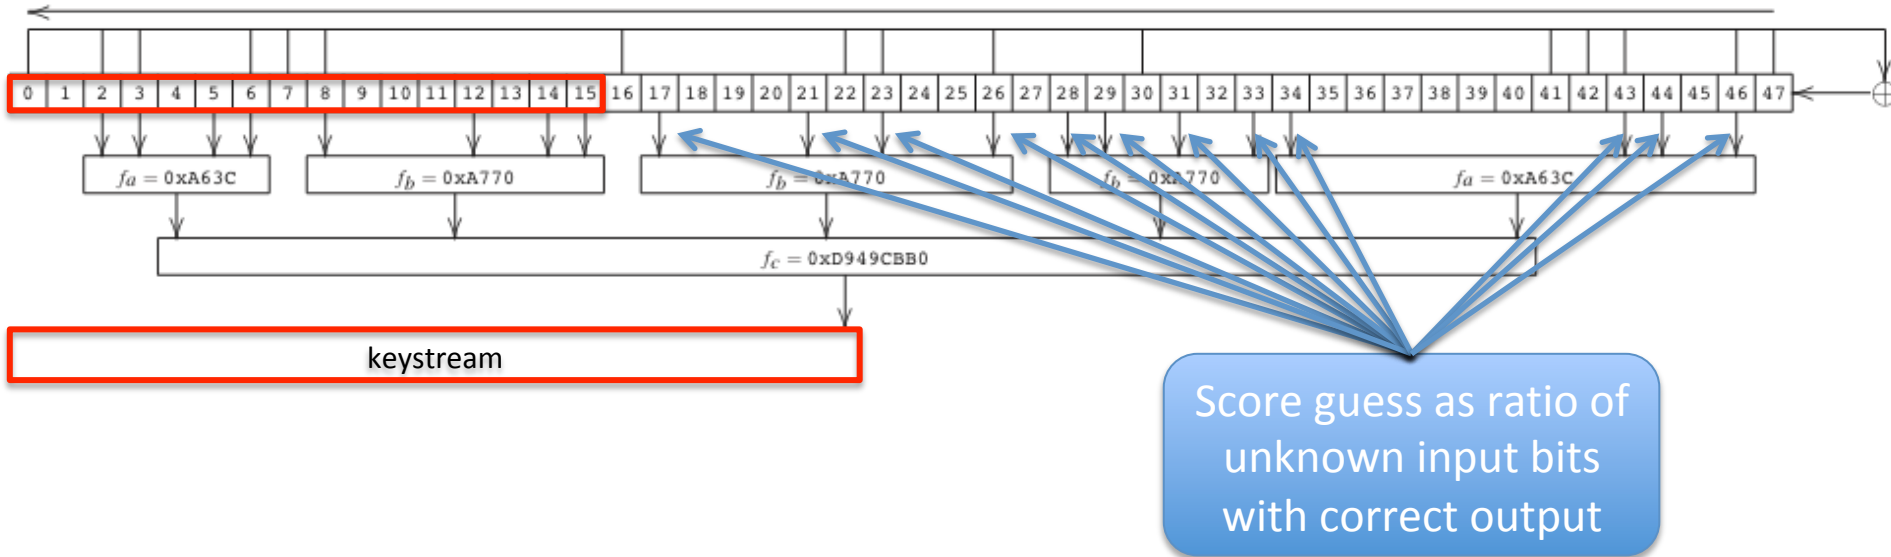 0 1 2 3 4 5 6 7 8 9 10 11 12 13 14 15 16 17 18 19 20 21 22 23 24 25 26 27 28 29 30 31 32 33 34 35 36 37 38 39 40 41 42 43 44 45 46 47
fa = 0xA63C fb = 0xA770 fb = 0xA770 fb = 0xA770 fa = 0xA63C
fc = 0xD949CBB0
keystream
Score guess as ratio of
unknown input bits
with correct output